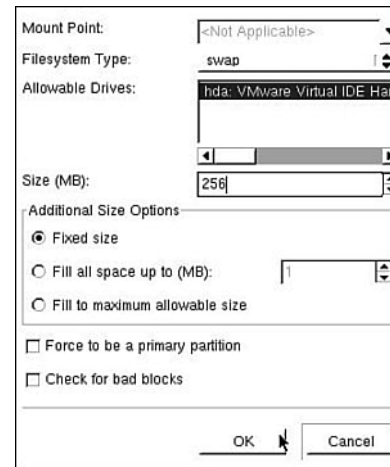 Mount Point: <Not Applicable>
Filesystem Type: swap
Allowable Drives: hda: VMware Virtual IDE Har
Size (MB): 256
Additional Size Options
Fixed size
Fill all space up to (MB): 1
Fill to maximum allowable size
Force to be a primary partition
Check for bad blocks
OK Cancel